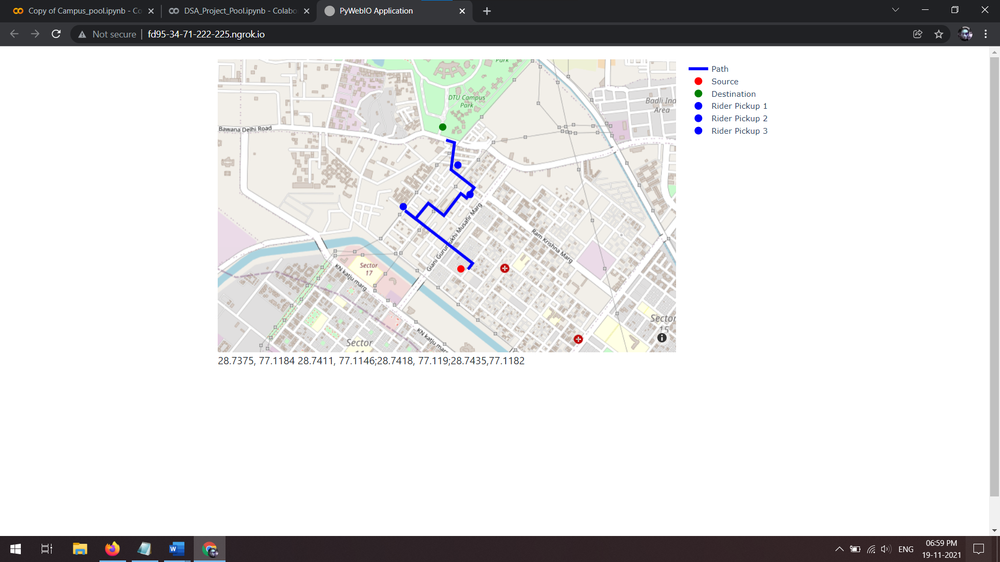 Copy of Campus_pool.ipynb - Co
DSA_Project_Pool.ipynb - Colabo
PyWebIO Application
Not secure
fd95-34-71-222-225.ngrok.io
Park
DTU Campus
Park
Badli Ind
Area
Bawana Delhi Road
Giani Gurumukhi Musafir Marg
Ram Krishna Marg
Sector
17
KN katju marg
KN katju marg
Sector
Sector
15
Path
Source
Destination
Rider Pickup 1
Rider Pickup 2
Rider Pickup 3
28.7375, 77.1184 28.7411, 77.1146;28.7418, 77.119;28.7435,77.1182
ENG
06:59 PM
19-11-2021